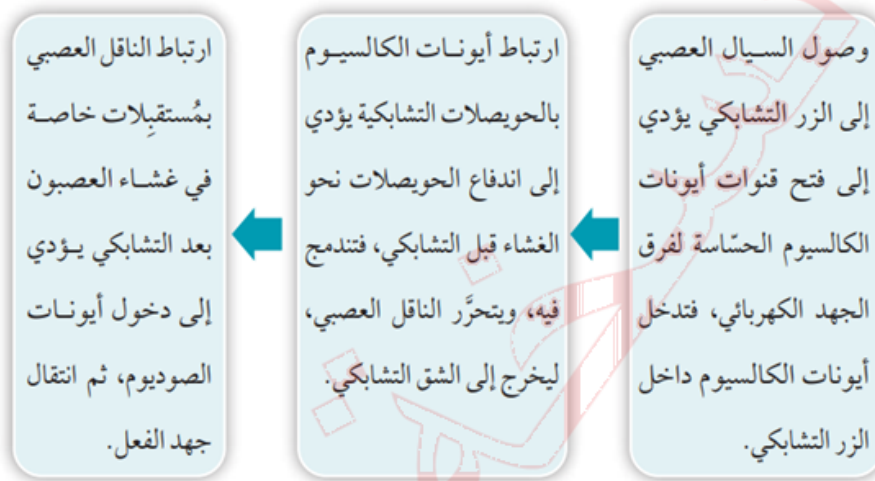 وصول السيال العصبي
إلى الزر التشابكي يؤدي
إلى فتح قنوات أيونات
الكالسيوم الحسّاسة لفرق
الجهد الكهربائي، فتدخل
أيونات الكالسيوم داخل
الزر التشابكي.
ارتباط أيونات الكالسيوم
بالحويصلات التشابكية يؤدي
إلى اندفاع الحويصلات نحو
الغشاء قبل التشابكي، فتندمج
فيه، ويتحرَّر الناقل العصبي،
ليخرج إلى الشق التشابكي.
ارتباط الناقل العصبي
بمُستقبِلات خاصة
في غشاء العصبون
بعد التشابكي يؤدي
إلى دخول أيونات
الصوديوم، ثم انتقال
جهد الفعل.